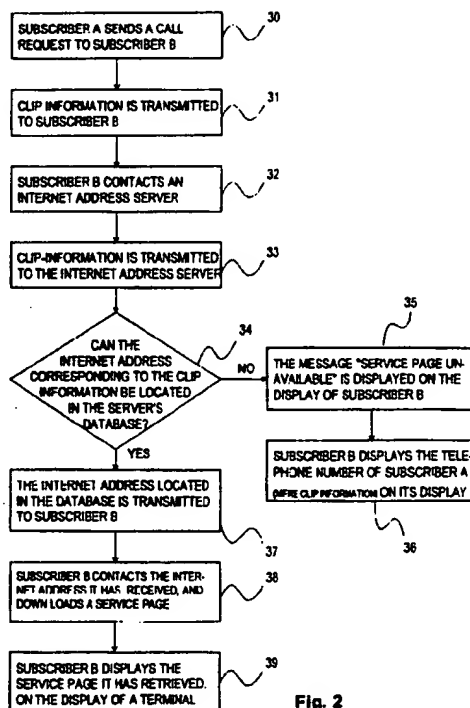 30
SUBSCRIBER A SENDS A CALL
REQUEST TO SUBSCRIBER B
31
CLIP INFORMATION IS TRANSMITTED
TO SUBSCRIBER B
32
SUBSCRIBER B CONTACTS AN
INTERNET ADDRESS SERVER
33
CLIP-INFORMATION IS TRANSMITTED
TO THE INTERNET ADDRESS SERVER
34
CAN THE
INTERNET ADDRESS
CORRESPONDING TO THE CLIP
INFORMATION BE LOCATED
IN THE SERVER'S
DATABASE?
NO
YES
35
THE MESSAGE "SERVICE PAGE UN-
AVAILABLE" IS DISPLAYED ON THE
DISPLAY OF SUBSCRIBER B
SUBSCRIBER B DISPLAYS THE TELE-
PHONE NUMBER OF SUBSCRIBER A
(MERE CLIP INFORMATION) ON ITS DISPLAY
36
THE INTERNET ADDRESS LOCATED
IN THE DATABASE IS TRANSMITTED
TO SUBSCRIBER B
37
38
SUBSCRIBER B CONTACTS THE INTER-
NET ADDRESS IT HAS RECEIVED, AND
DOWN LOADS A SERVICE PAGE
39
SUBSCRIBER B DISPLAYS THE
SERVICE PAGE IT HAS RETRIEVED,
ON THE DISPLAY OF A TERMINAL
Fig. 2